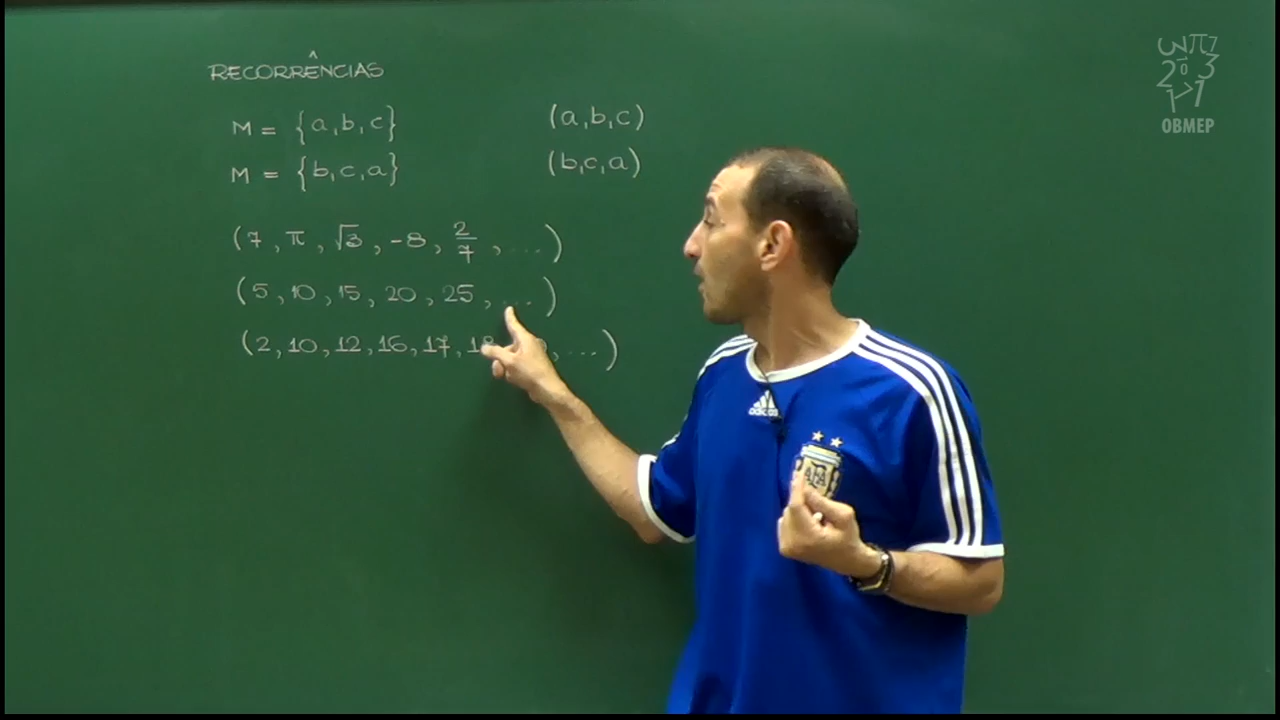 RECORRÊNCIAS
M = {a,b,c} (a,b,c)
M = {b,c,a} (b,c,a)
(7, π, √3, -8, 2/7, ...)
(5, 10, 15, 20, 25, ...)
(2, 10, 12, 16, 17, 18, ...)
OBMEP
adidas
AFA